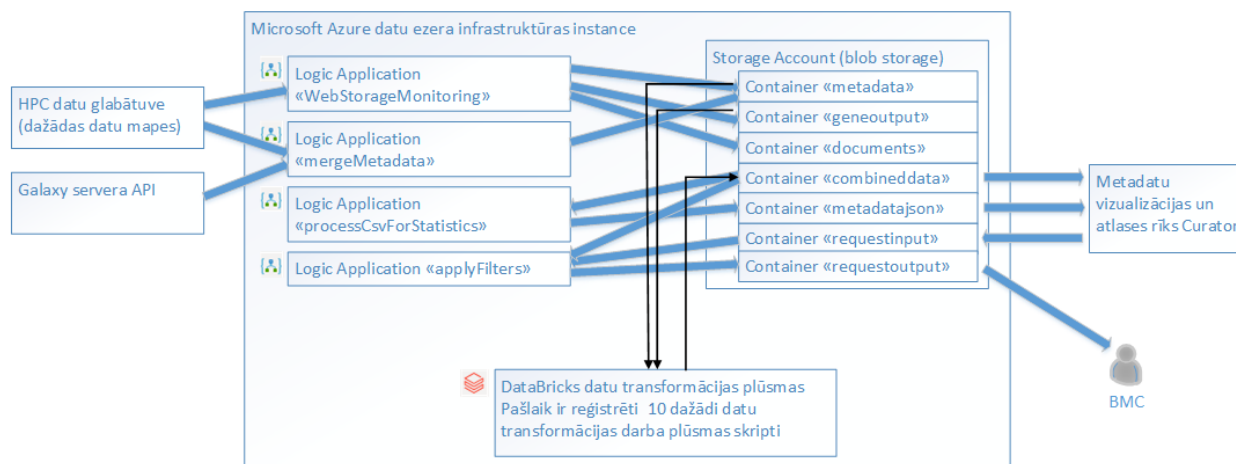 Microsoft Azure datu ezera infrastruktūras instance
HPC datu glabātuve
(dažādas datu mapes)
Galaxy servera API
Logic Application
«WebStorageMonitoring»
Logic Application
«mergeMetadata»
Logic Application
«processCsvForStatistics»
Logic Application «applyFilters»
Storage Account (blob storage)
Container «metadata»
Container «geneoutput»
Container «documents»
Container «combineddata»
Container «metadatajson»
Container «requestinput»
Container «requestoutput»
Metadatu
vizualizācijas un
atlases rīks Curator
BMC
DataBricks datu transformācijas plūsmas
Pašlaik ir reģistrēti 10 dažādi datu
transformācijas darba plūsmas skripti